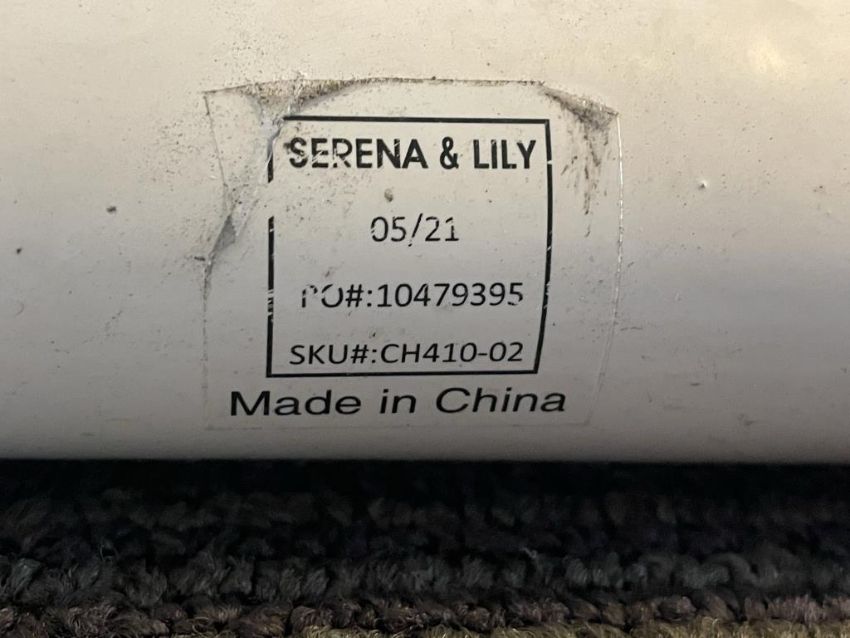 SERENA & LILY
05/21
PO#:10479395
SKU#:CH410-02
Made in China